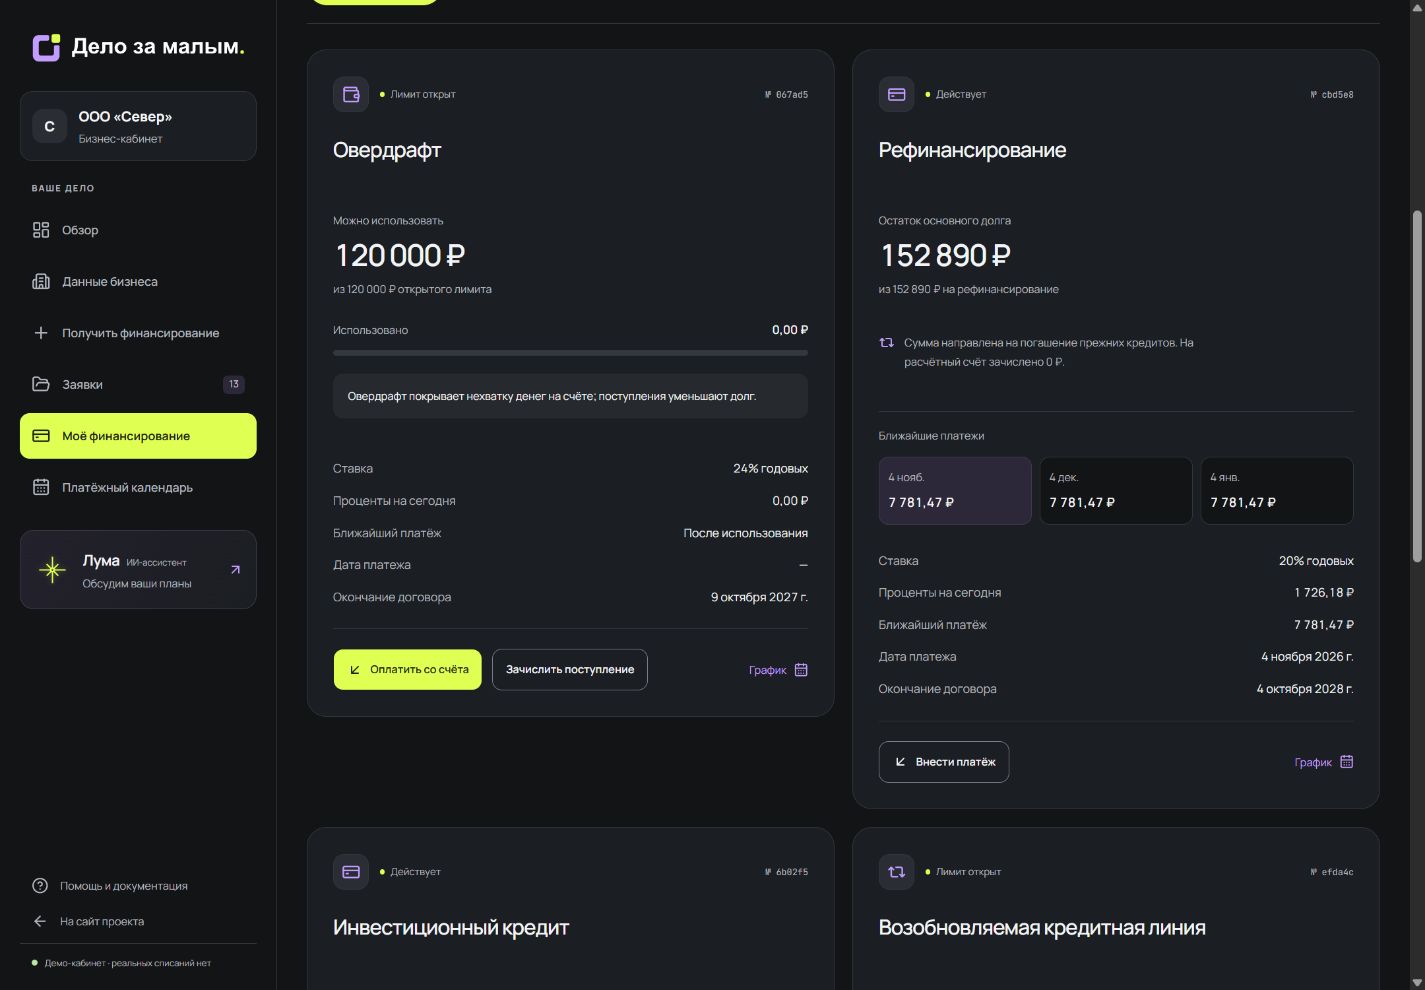 Дело за малым.
С
ООО «Север»
Бизнес-кабинет
ВАШЕ ДЕЛО
Обзор
Данные бизнеса
Получить финансирование
Заявки
13
Моё финансирование
Платёжный календарь
Лума ИИ-ассистент
Обсудим ваши планы
Помощь и документация
На сайт проекта
Демо-кабинет · реальных списаний нет
Лимит открыт
№ 067ad5
Овердрафт
Можно использовать
120 000 ₽
из 120 000 ₽ открытого лимита
Использовано
0,00 ₽
Овердрафт покрывает нехватку денег на счёте; поступления уменьшают долг.
Ставка
24% годовых
Проценты на сегодня
0,00 ₽
Ближайший платёж
После использования
Дата платежа
—
Окончание договора
9 октября 2027 г.
Оплатить со счёта
Зачислить поступление
График
Действует
№ cbd5e8
Рефинансирование
Остаток основного долга
152 890 ₽
из 152 890 ₽ на рефинансирование
Сумма направлена на погашение прежних кредитов. На
расчётный счёт зачислено 0 ₽.
Ближайшие платежи
4 нояб.
7 781,47 ₽
4 дек.
7 781,47 ₽
4 янв.
7 781,47 ₽
Ставка
20% годовых
Проценты на сегодня
1 726,18 ₽
Ближайший платёж
7 781,47 ₽
Дата платежа
4 ноября 2026 г.
Окончание договора
4 октября 2028 г.
Внести платёж
График
Действует
№ 6b02f5
Инвестиционный кредит
Лимит открыт
№ efda4c
Возобновляемая кредитная линия